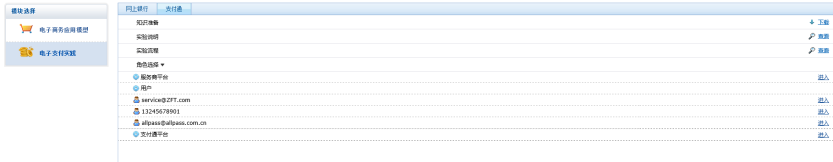 模块选择
电子商务应用模型
电子支付实践
网上银行 支付通
知识准备 下载
实验说明 查看
实验流程 查看
角色选择
服务商平台 进入
用户
service@ZFT.com 进入
13245678901 进入
allpass@allpass.com.cn 进入
支付通平台 进入